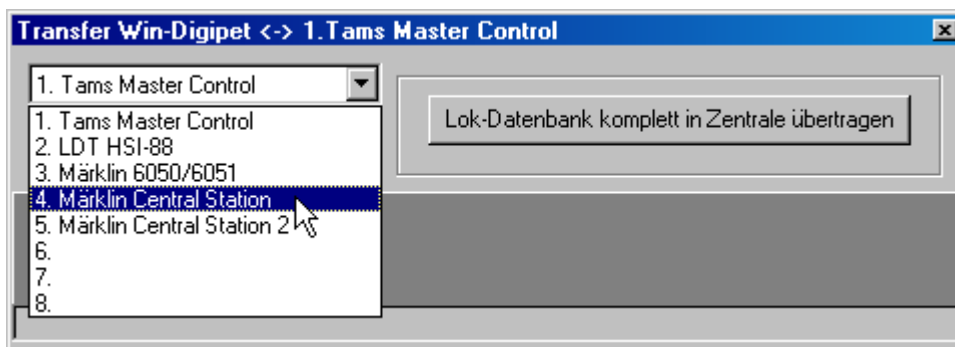 Transfer Win-Digipet <-> 1.Tams Master Control
1. Tams Master Control
Lok-Datenbank komplett in Zentrale übertragen
1. Tams Master Control
2. LDT HSI-88
3. Märklin 6050/6051
4. Märklin Central Station
5. Märklin Central Station 2
6.
7.
8.